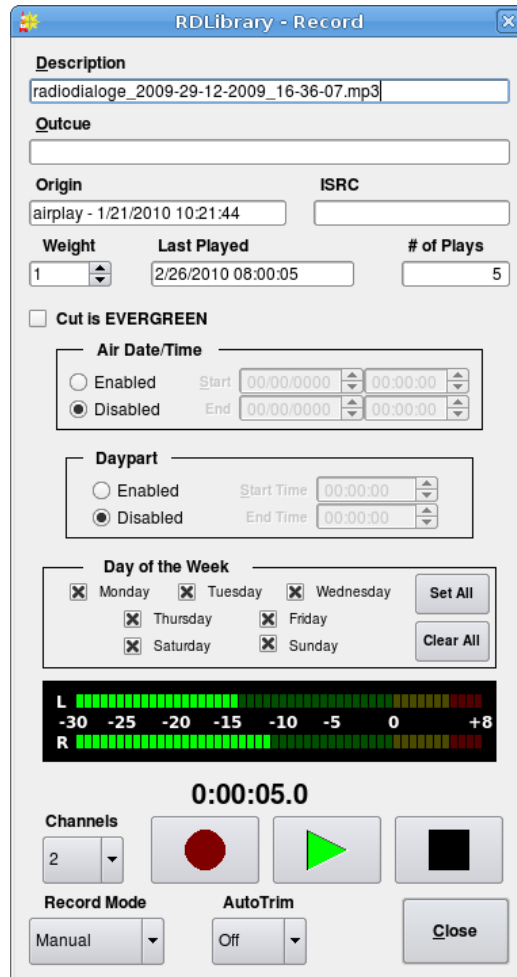 RDLibrary - Record
Description
radiodialoge_2009-29-12-2009_16-36-07.mp3
Outcue
Origin ISRC
airplay - 1/21/2010 10:21:44
Weight Last Played # of Plays
1 2/26/2010 08:00:05 5
Cut is EVERGREEN
Air Date/Time
Enabled Start 00/00/0000 00:00:00
Disabled End 00/00/0000 00:00:00
Daypart
Enabled Start Time 00:00:00
Disabled End Time 00:00:00
Day of the Week
Monday Tuesday Wednesday Set All
Thursday Friday
Saturday Sunday Clear All
L
-30 -25 -20 -15 -10 -5 0 +8
R
0:00:05.0
Channels
2
Record Mode AutoTrim
Manual Off Close